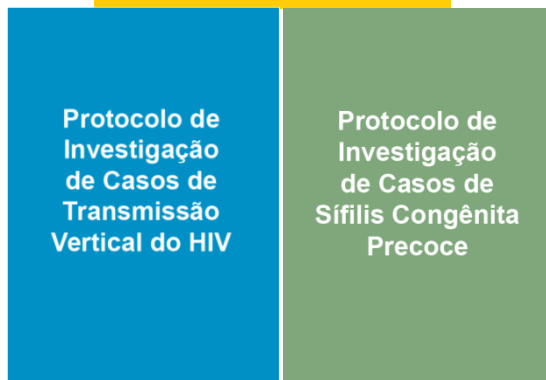 Protocolo de
Investigação
de Casos de
Transmissão
Vertical do HIV
Protocolo de
Investigação
de Casos de
Sífilis Congênita
Precoce